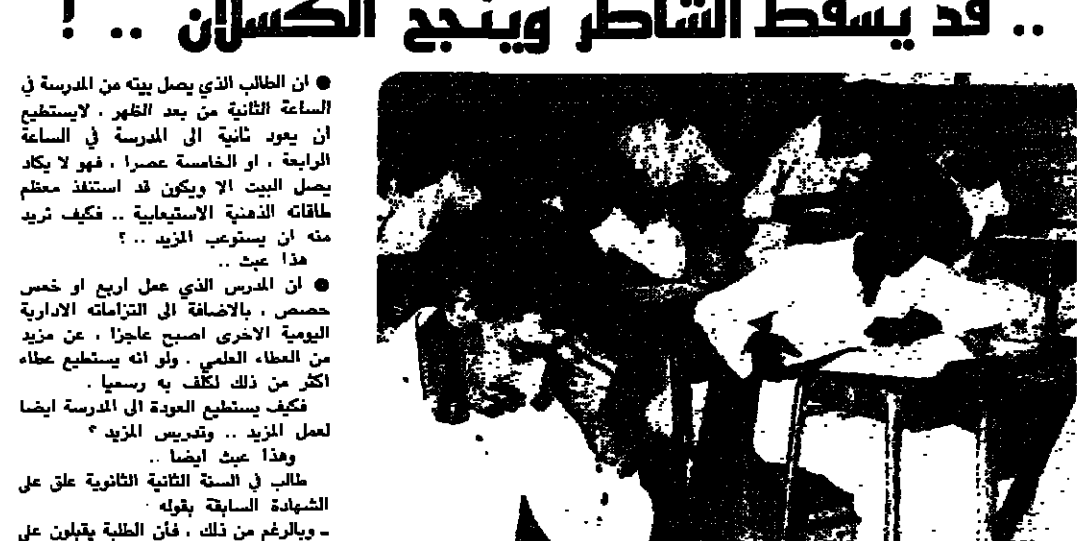 .. قد يسقط الشاطر وينجح الكسلان .. !
● ان الطالب الذي يصل بيته من المدرسة في
الساعة الثانية من بعد الظهر ، لايستطيع
ان يعود ثانية الى المدرسة في الساعة
الرابعة ، او الخامسة عصرا ، فهو لا يكاد
يصل البيت الا ويكون قد استنفذ معظم
طاقاته الذهنية الاستيعابية .. فكيف تريد
منه ان يستوعب المزيد .. ؟
هذا عبث ..
● ان المدرس الذي عمل اربع او خمس
حصص ، بالاضافة الى التزاماته الادارية
اليومية الاخرى اصبح عاجزا ، عن مزيد
من العطاء العلمي . ولو انه يستطيع عطاء
اكثر من ذلك لكلف به رسميا .
فكيف يستطيع العودة الى المدرسة ايضا
لعمل المزيد .. وتدريس المزيد ؟
وهذا عبث ايضا ..
طالب في السنة الثانية الثانوية علق على
الشهادة السابقة بقوله
ـ وبالرغم من ذلك ، فأن الطلبة يقبلون على